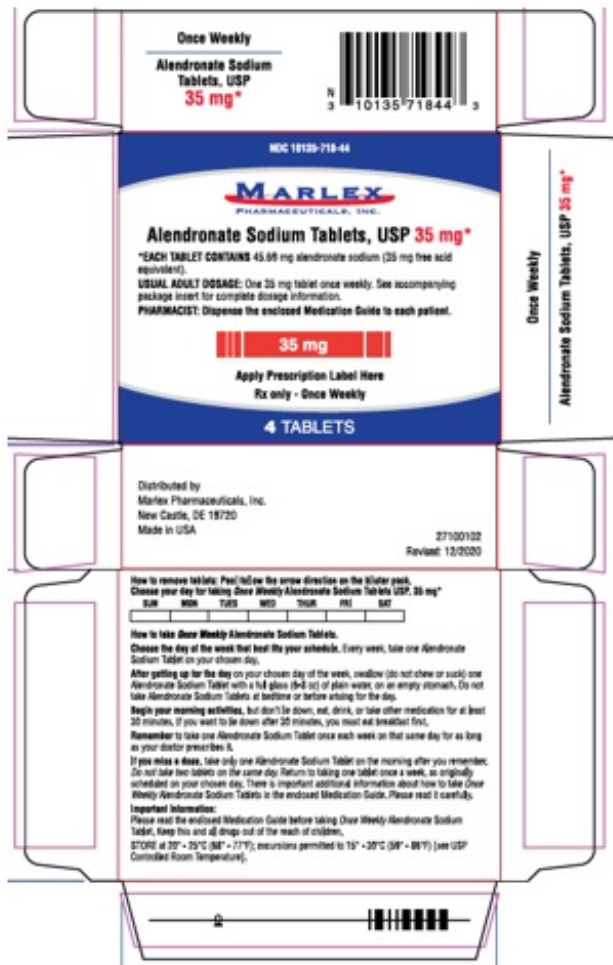 Once Weekly
Alendronate Sodium
Tablets, USP
35 mg*
N
3 10135 71844 3
NDC 10135-718-44
MARLEX
PHARMACEUTICALS, INC.
Alendronate Sodium Tablets, USP 35 mg*
*EACH TABLET CONTAINS 45.69 mg alendronate sodium (35 mg free acid
equivalent).
USUAL ADULT DOSAGE: One 35 mg tablet once weekly. See accompanying
package insert for complete dosage information.
PHARMACIST: Dispense the enclosed Medication Guide to each patient.
35 mg
Apply Prescription Label Here
Rx only - Once Weekly
4 TABLETS
Once Weekly
Alendronate Sodium Tablets, USP 35 mg*
Distributed by
Marlex Pharmaceuticals, Inc.
New Castle, DE 19720
Made in USA
27100102
Revised: 12/2020
How to remove tablets: Peel follow the arrow direction on the blister pack.
Choose your day for taking Once Weekly Alendronate Sodium Tablets USP, 35 mg*
SUN MON TUES WED THUR FRI SAT
How to take Once Weekly Alendronate Sodium Tablets.
Choose the day of the week that best fits your schedule. Every week, take one Alendronate
Sodium Tablet on your chosen day.
After getting up for the day on your chosen day of the week, swallow (do not chew or suck) one
Alendronate Sodium Tablet with a full glass (6-8 oz) of plain water, on an empty stomach. Do not
take Alendronate Sodium Tablets at bedtime or before arising for the day.
Begin your morning activities, but don't lie down, eat, drink, or take other medication for at least
30 minutes. If you want to lie down after 30 minutes, you must eat breakfast first.
Remember to take one Alendronate Sodium Tablet once each week on that same day for as long
as your doctor prescribes it.
If you miss a dose, take only one Alendronate Sodium Tablet on the morning after you remember.
Do not take two tablets on the same day. Return to taking one tablet once a week, as originally
scheduled on your chosen day. There is important additional information about how to take Once
Weekly Alendronate Sodium Tablets in the enclosed Medication Guide. Please read it carefully.
Important Information:
Please read the enclosed Medication Guide before taking Once Weekly Alendronate Sodium
Tablet. Keep this and all drugs out of the reach of children.
STORE at 20° - 25°C (68° - 77°F); excursions permitted to 15° - 30°C (59° - 86°F) [see USP
Controlled Room Temperature].